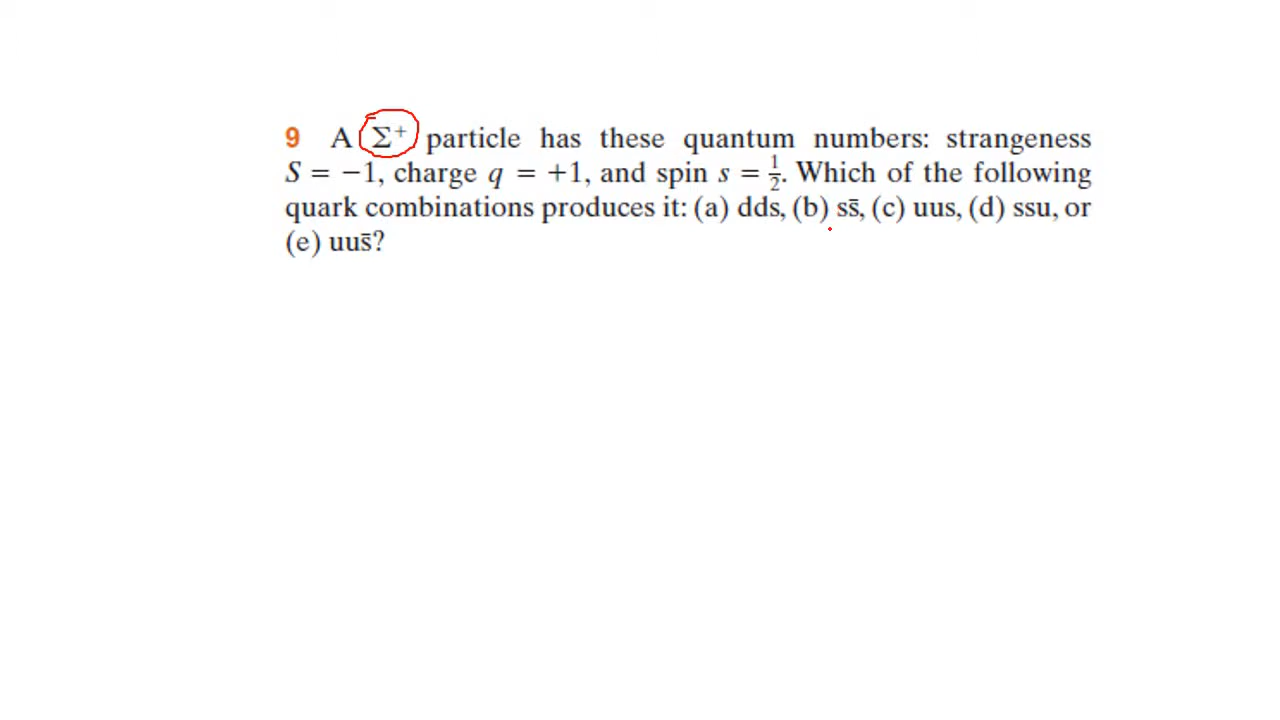 9 A Σ⁺ particle has these quantum numbers: strangeness
S = −1, charge q = +1, and spin s = ½. Which of the following
quark combinations produces it: (a) dds, (b) ss̄, (c) uus, (d) ssu, or
(e) uus̄?